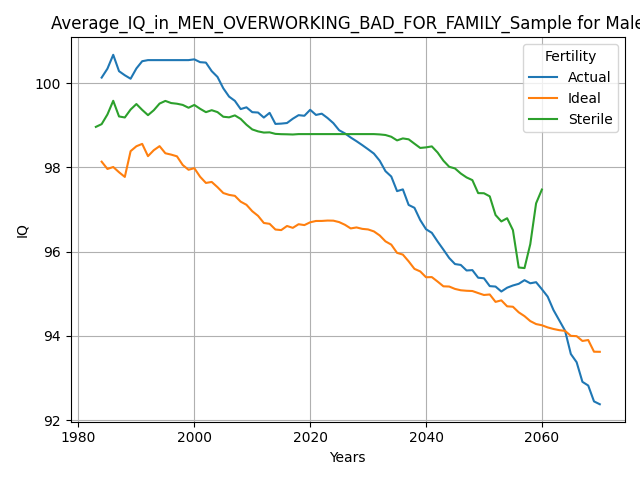 Average_IQ_in_MEN_OVERWORKING_BAD_FOR_FAMILY_Sample for Male
Fertility
Actual
Ideal
Sterile
IQ
100
98
96
94
92
1980 2000 2020 2040 2060
Years